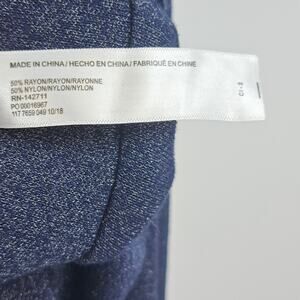 MADE IN CHINA / HECHO EN CHINA / FABRIQUÉ EN CHINE
50% RAYON/RAYON/RAYONNE
50% NYLON/NYLON/NYLON
RN-142711
PO 00016967
117 7659 049 10/18